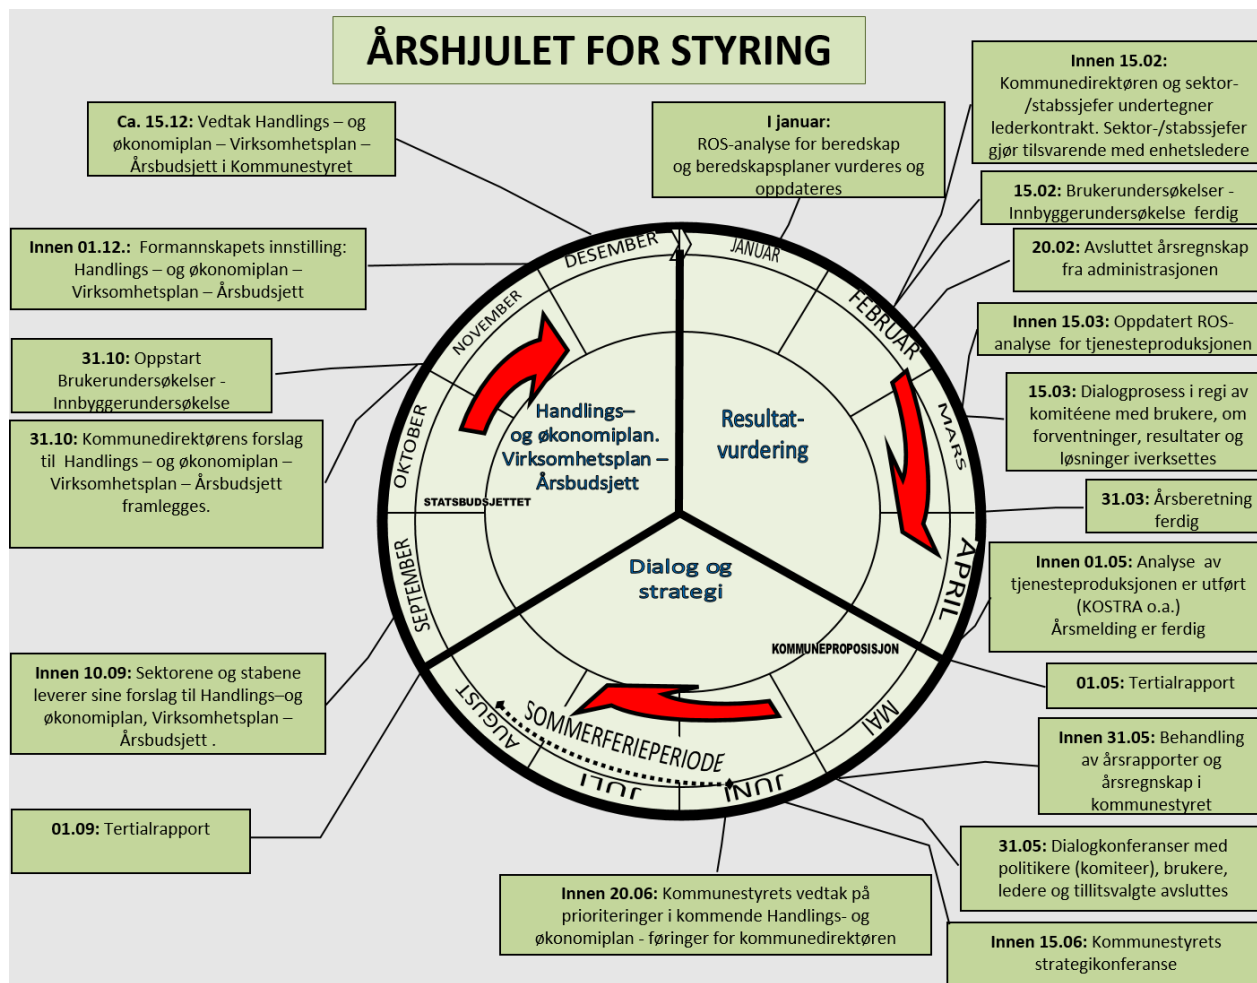 ÅRSHJULET FOR STYRING
I januar:
ROS-analyse for beredskap
og beredskapsplaner vurderes og
oppdateres
Innen 15.02:
Kommunedirektøren og sektor-
/stabssjefer undertegner
lederkontrakt. Sektor-/stabssjefer
gjør tilsvarende med enhetsledere
15.02: Brukerundersøkelser -
Innbyggerundersøkelse ferdig
20.02: Avsluttet årsregnskap
fra administrasjonen
Innen 15.03: Oppdatert ROS-
analyse for tjenesteproduksjonen
15.03: Dialogprosess i regi av
komitéene med brukere, om
forventninger, resultater og
løsninger iverksettes
31.03: Årsberetning
ferdig
Innen 01.05: Analyse av
tjenesteproduksjonen er utført
(KOSTRA o.a.)
Årsmelding er ferdig
01.05: Tertialrapport
Innen 31.05: Behandling
av årsrapporter og
årsregnskap i
kommunestyret
31.05: Dialogkonferanser med
politikere (komiteer), brukere,
ledere og tillitsvalgte avsluttes
Innen 15.06: Kommunestyrets
strategikonferanse
Innen 20.06: Kommunestyrets vedtak på
prioriteringer i kommende Handlings- og
økonomiplan - føringer for kommunedirektøren
01.09: Tertialrapport
Innen 10.09: Sektorene og stabene
leverer sine forslag til Handlings–og
økonomiplan, Virksomhetsplan –
Årsbudsjett .
31.10: Kommunedirektørens forslag
til Handlings – og økonomiplan –
Virksomhetsplan – Årsbudsjett
framlegges.
31.10: Oppstart
Brukerundersøkelser -
Innbyggerundersøkelse
Innen 01.12.: Formannskapets innstilling:
Handlings – og økonomiplan –
Virksomhetsplan – Årsbudsjett
Ca. 15.12: Vedtak Handlings – og
økonomiplan – Virksomhetsplan –
Årsbudsjett i Kommunestyret
JANUAR
FEBRUAR
MARS
APRIL
MAI
JUNI
JULI
AUGUST
SEPTEMBER
OKTOBER
NOVEMBER
DESEMBER
Resultat-
vurdering
Dialog og
strategi
KOMMUNEPROPOSISJON
SOMMERFERIEPERIODE
Handlings–
og økonomiplan.
Virksomhetsplan –
Årsbudsjett
STATSBUDSJETTET